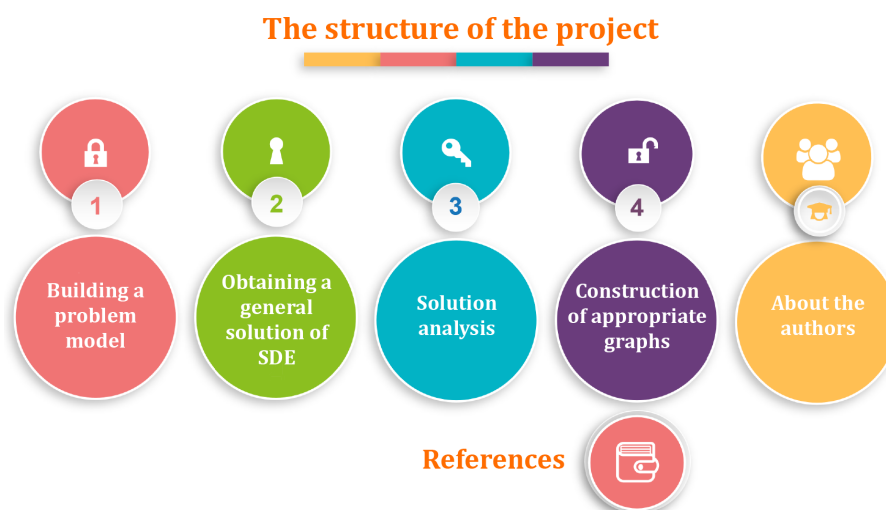 The structure of the project
1
2
3
4
Building a
problem
model
Obtaining a
general
solution of
SDE
Solution
analysis
Construction
of appropriate
graphs
About the
authors
References